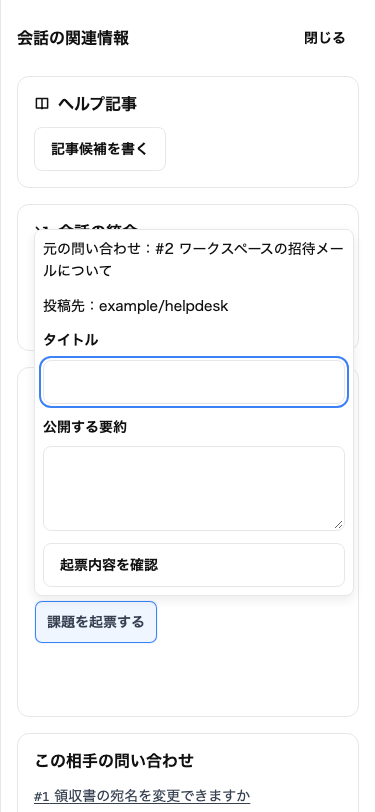 会話の関連情報
閉じる
ヘルプ記事
記事候補を書く
元の問い合わせ：#2 ワークスペースの招待メー
ルについて
投稿先：example/helpdesk
タイトル
公開する要約
起票内容を確認
課題を起票する
この相手の問い合わせ
#1 領収書の宛名を変更できますか